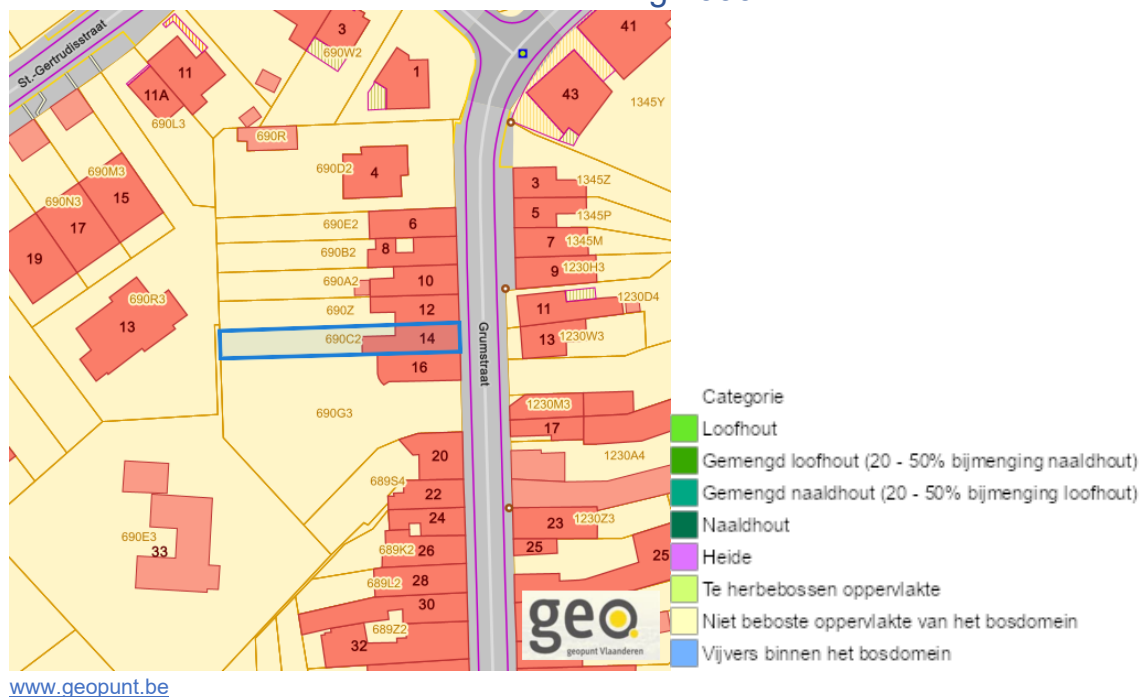 St.-Gertrudisstraat
3
690W2
41
11
1
11A
43
690L3
1345Y
690R
690D2
4
690M3
15
690N3
17
19
3
1345Z
5
1345P
690E2
6
7
1345M
690B2
8
9
1230H3
690A2
10
690R3
13
690Z
12
11
1230D4
690C2
14
13
1230W3
16
Grumstraat
690G3
1230M3
17
20
1230A4
689S4
22
24
23
1230Z3
690E3
33
689K2
26
25
25
689L2
28
30
689Z2
32
geo
geopunt Vlaanderen
Categorie
Loofhout
Gemengd loofhout (20 - 50% bijmenging naaldhout)
Gemengd naaldhout (20 - 50% bijmenging loofhout)
Naaldhout
Heide
Te herbebossen oppervlakte
Niet beboste oppervlakte van het bosdomein
Vijvers binnen het bosdomein
www.geopunt.be